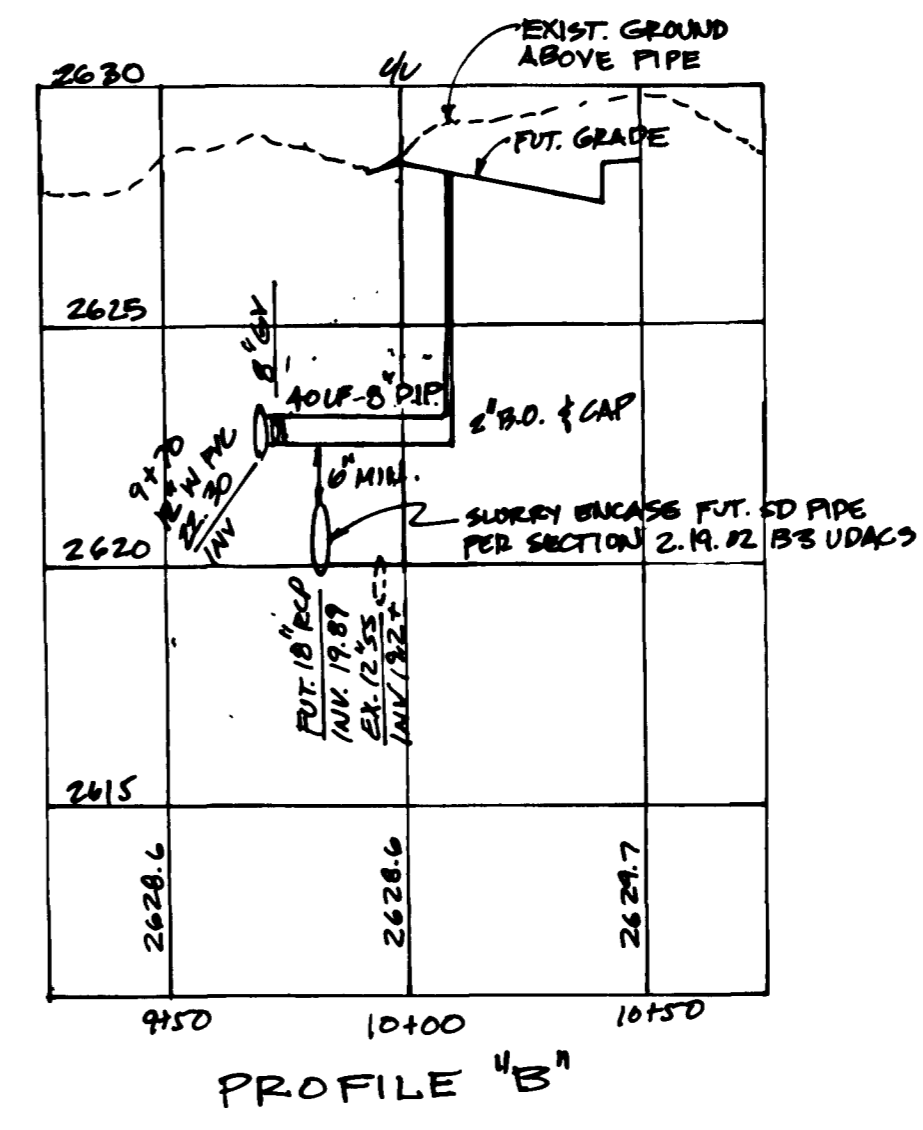 EXIST. GROUND
ABOVE PIPE
2630
FUT. GRADE
2625
8" GV
40 LF-8" D.I.P.
2" B.O. & CAP
9+70
12" W PVC
22.30
INV
6" MIN.
SLURRY ENCASE FUT. SD PIPE
PER SECTION 2.19.02 B3 UDACS
2620
FUT. 18" RCP
INV. 19.89
EX. 12" SS
2615
2628.6
2628.6
2629.7
9+50
10+00
10+50
PROFILE "B"